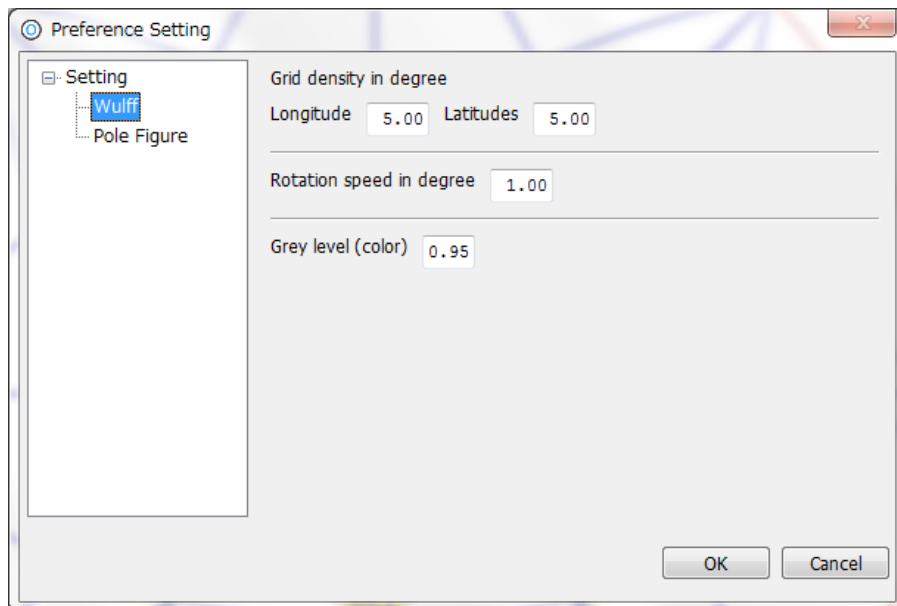 Preference Setting
Setting
Wulff
Pole Figure
Grid density in degree
Longitude 5.00 Latitudes 5.00
Rotation speed in degree 1.00
Grey level (color) 0.95
OK Cancel